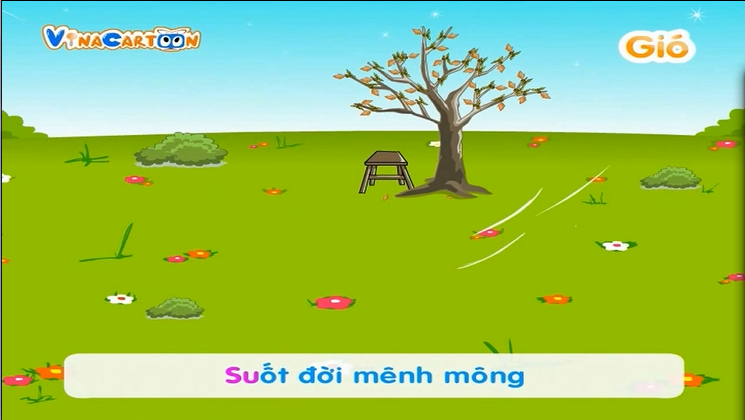 VINACARTOON
Gió
Suốt đời mênh mông